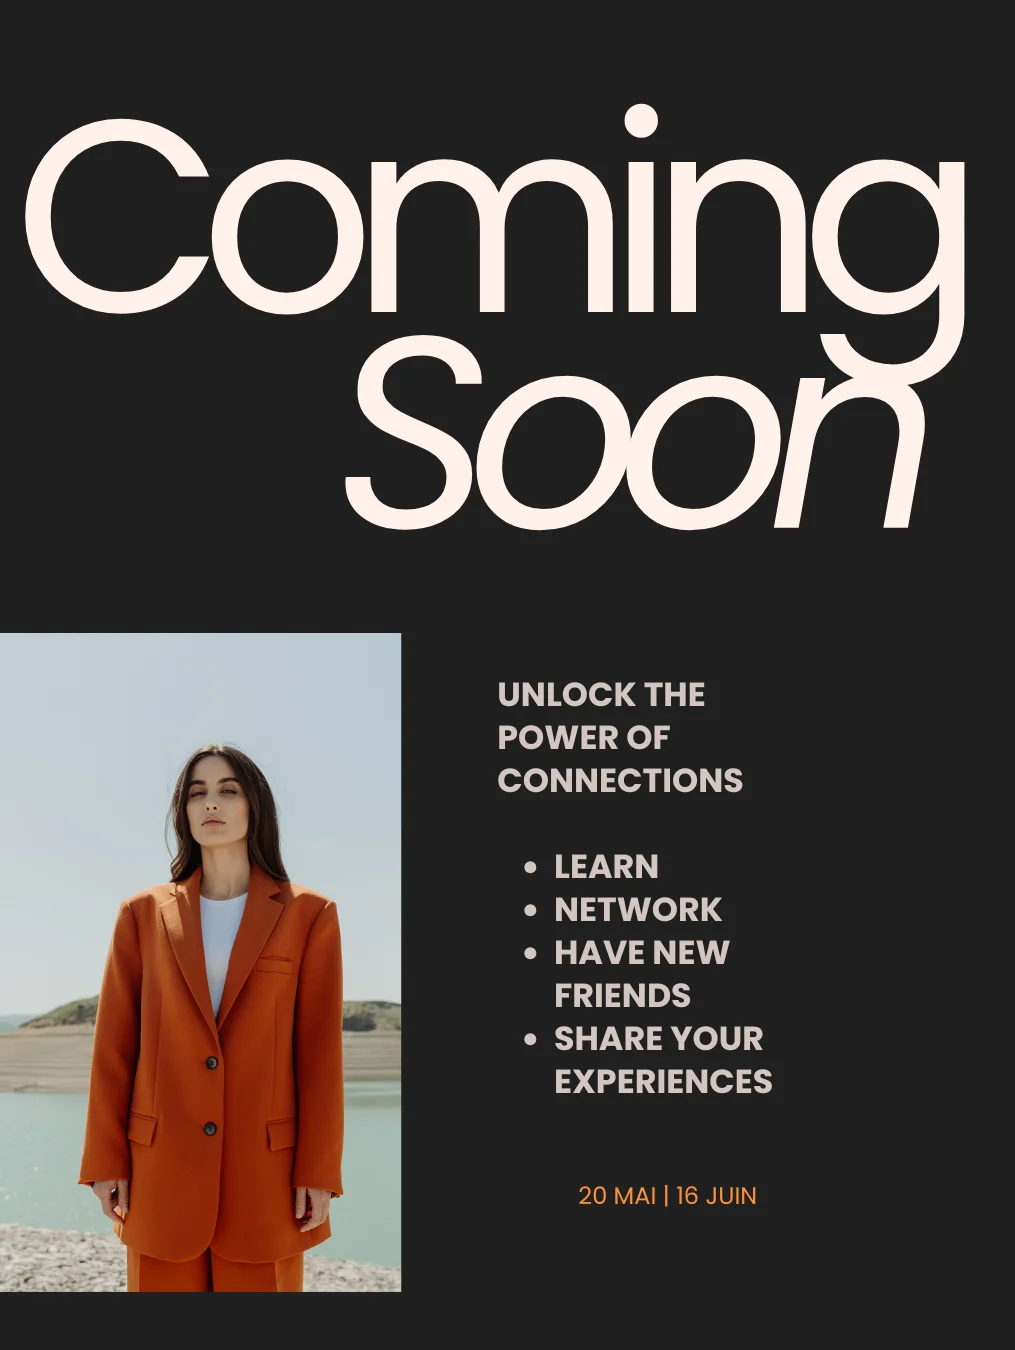 Coming
Soon
UNLOCK THE
POWER OF
CONNECTIONS
• LEARN
• NETWORK
• HAVE NEW
FRIENDS
• SHARE YOUR
EXPERIENCES
20 MAI | 16 JUIN